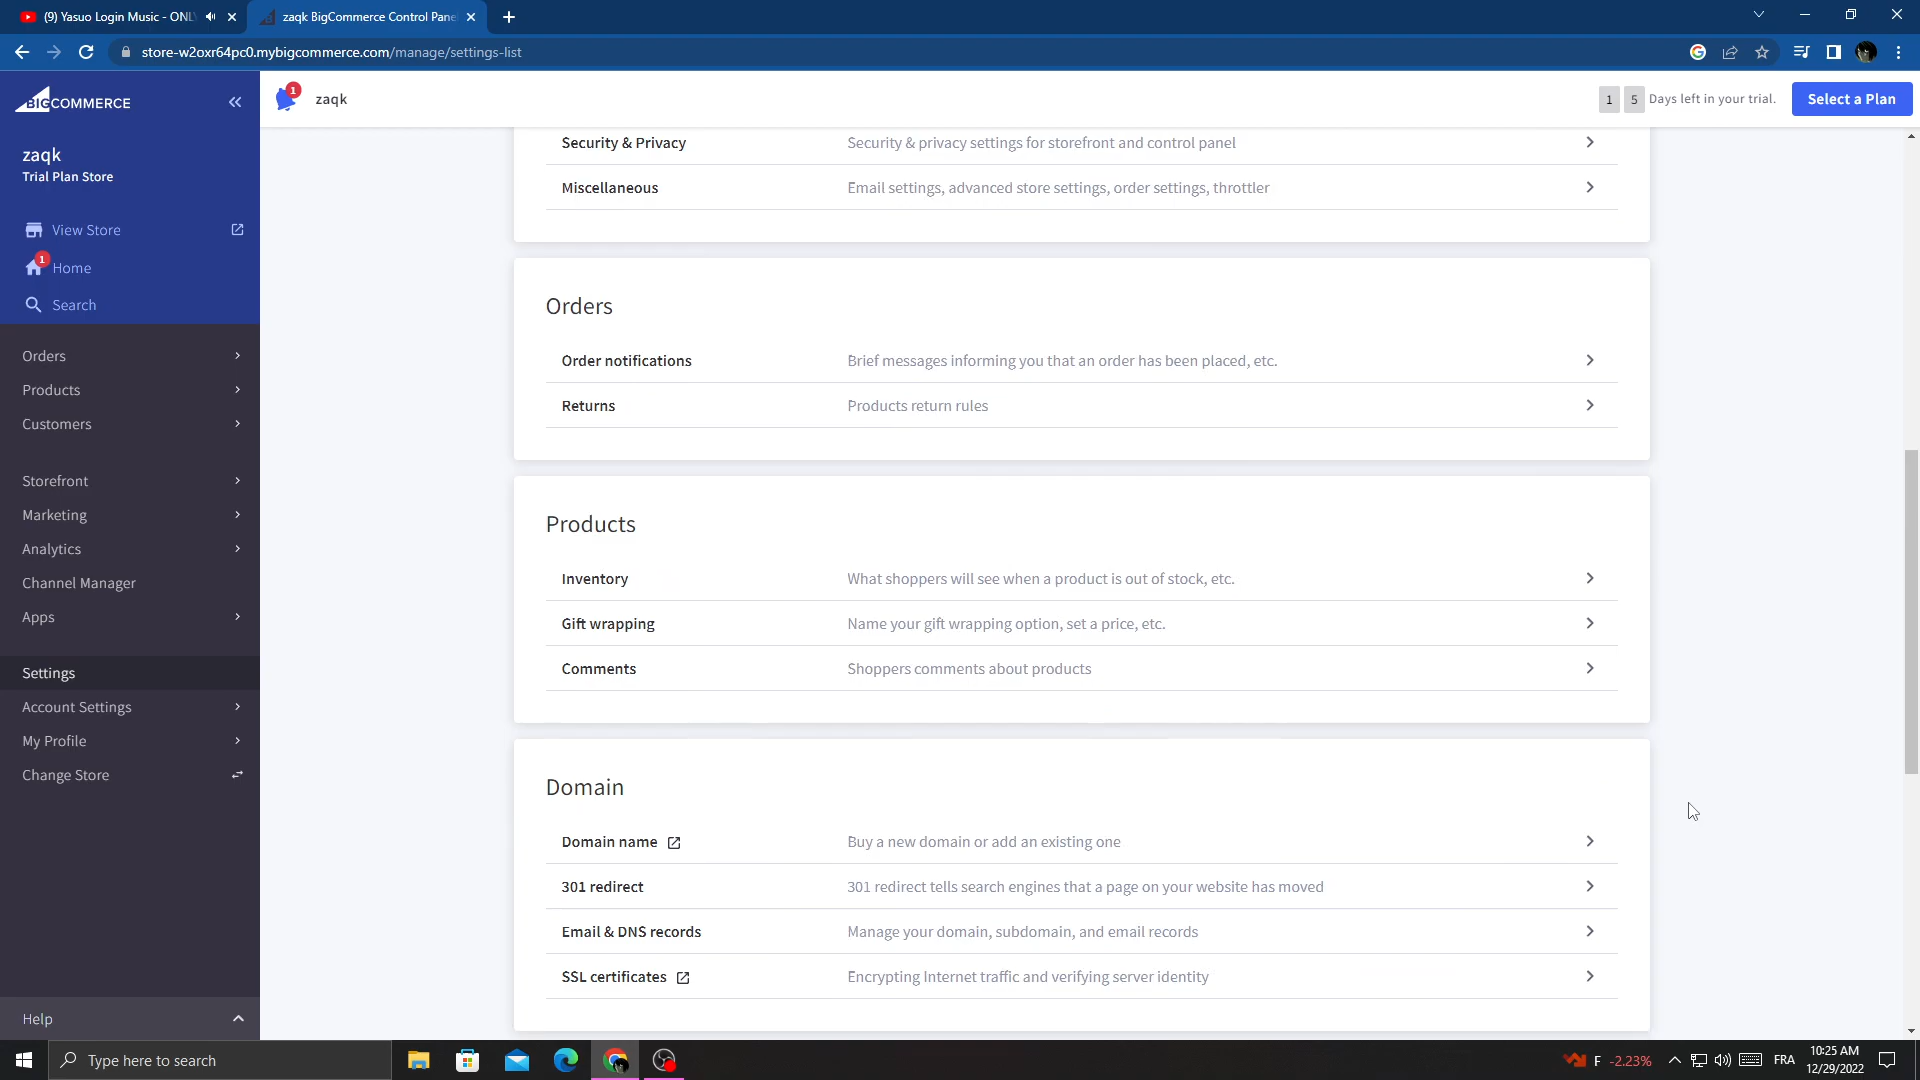 (9) Yasuo Login Music - ONL
zaqk BigCommerce Control Pane
store-w2oxr64pc0.mybigcommerce.com/manage/settings-list
BIGCOMMERCE
1
zaqk
1 5 Days left in your trial.
Select a Plan
zaqk
Trial Plan Store
View Store
1
Home
Search
Orders
Products
Customers
Storefront
Marketing
Analytics
Channel Manager
Apps
Settings
Account Settings
My Profile
Change Store
Help
Security & Privacy Security & privacy settings for storefront and control panel
Miscellaneous Email settings, advanced store settings, order settings, throttler
Orders
Order notifications Brief messages informing you that an order has been placed, etc.
Returns Products return rules
Products
Inventory What shoppers will see when a product is out of stock, etc.
Gift wrapping Name your gift wrapping option, set a price, etc.
Comments Shoppers comments about products
Domain
Domain name Buy a new domain or add an existing one
301 redirect 301 redirect tells search engines that a page on your website has moved
Email & DNS records Manage your domain, subdomain, and email records
SSL certificates Encrypting Internet traffic and verifying server identity
Type here to search
F -2.23%
FRA
10:25 AM
12/29/2022